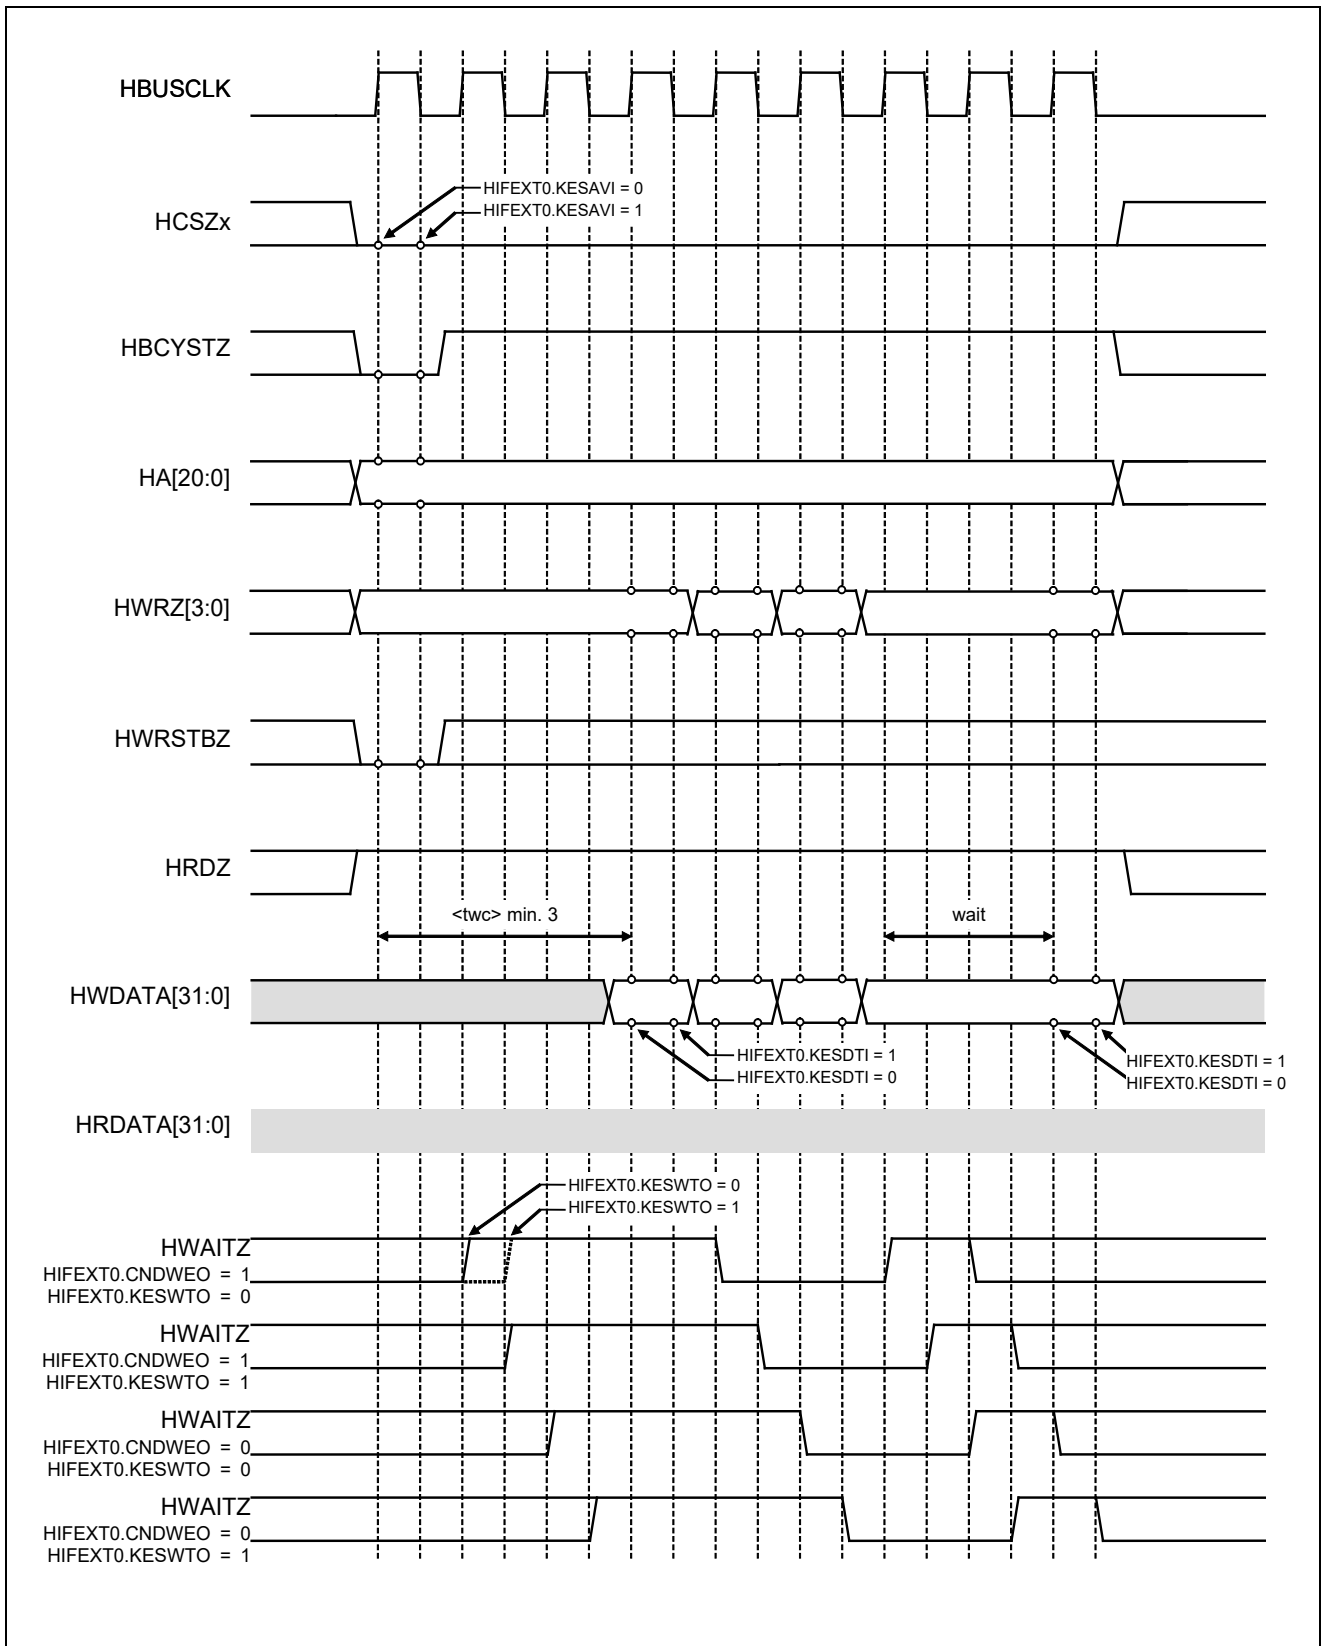 HBUSCLK
HIFEXT0.KESAVI = 0
HIFEXT0.KESAVI = 1
HCSZx
HBCYSTZ
HA[20:0]
HWRZ[3:0]
HWRSTBZ
HRDZ
<twc> min. 3
wait
HWDATA[31:0]
HIFEXT0.KESDTI = 1
HIFEXT0.KESDTI = 0
HIFEXT0.KESDTI = 1
HIFEXT0.KESDTI = 0
HRDATA[31:0]
HIFEXT0.KESWTO = 0
HIFEXT0.KESWTO = 1
HWAITZ
HIFEXT0.CNDWEO = 1
HIFEXT0.KESWTO = 0
HWAITZ
HIFEXT0.CNDWEO = 1
HIFEXT0.KESWTO = 1
HWAITZ
HIFEXT0.CNDWEO = 0
HIFEXT0.KESWTO = 0
HWAITZ
HIFEXT0.CNDWEO = 0
HIFEXT0.KESWTO = 1